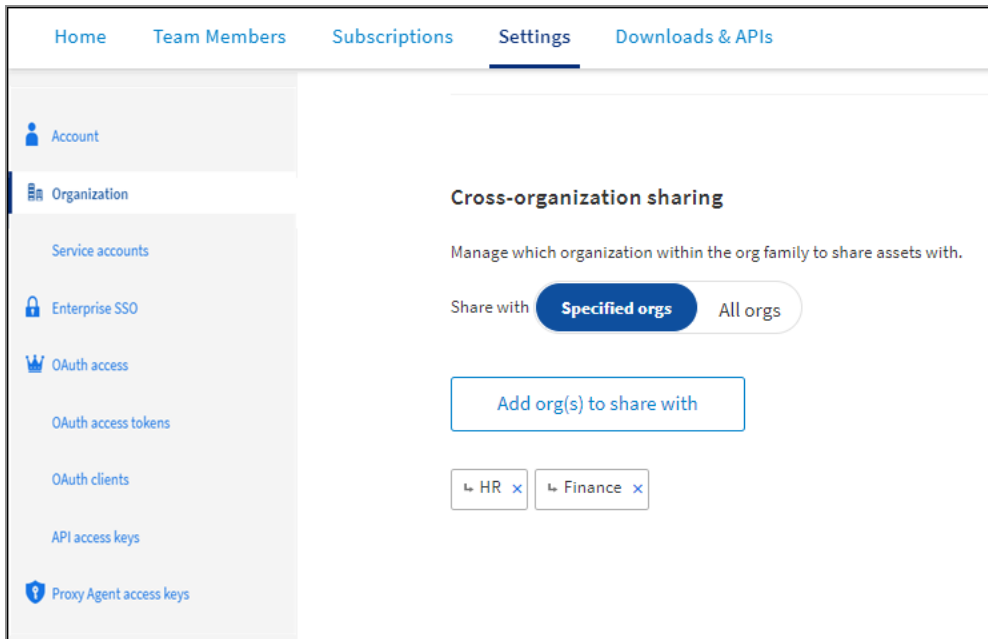 Home Team Members Subscriptions Settings Downloads & APIs
Account
Organization
Service accounts
Enterprise SSO
OAuth access
OAuth access tokens
OAuth clients
API access keys
Proxy Agent access keys
Cross-organization sharing
Manage which organization within the org family to share assets with.
Share with Specified orgs All orgs
Add org(s) to share with
↳ HR × ↳ Finance ×